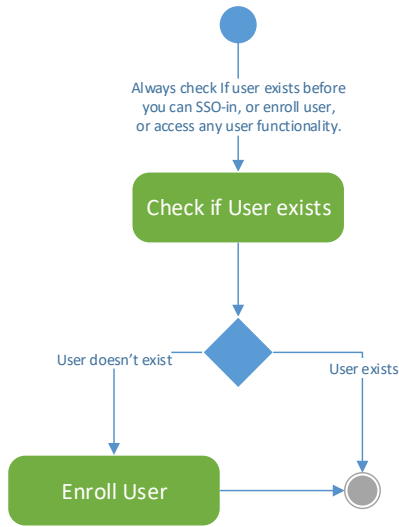 Always check If user exists before
you can SSO-in, or enroll user,
or access any user functionality.
Check if User exists
User doesn’t exist
User exists
Enroll User